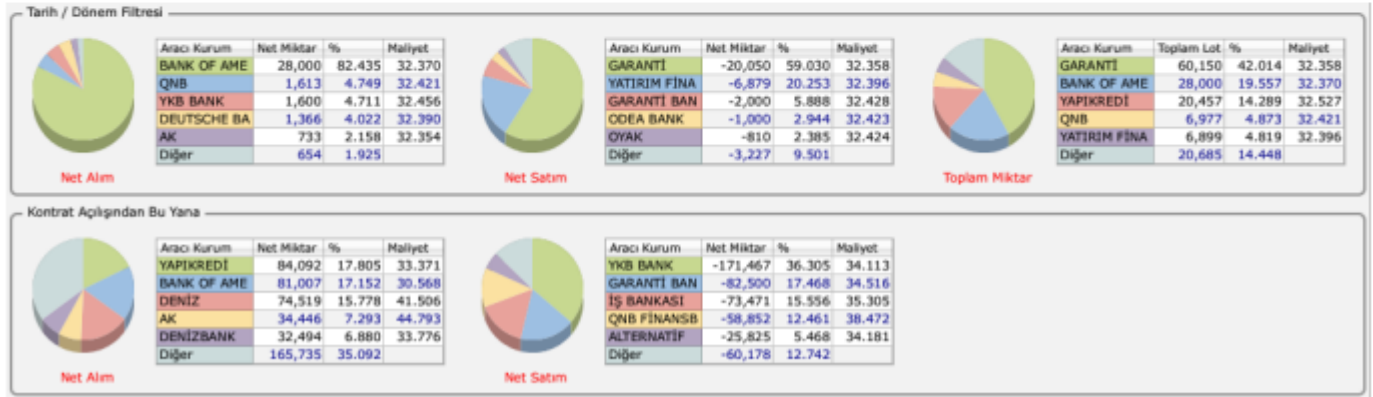 Tarih / Dönem Filtresi
Aracı Kurum Net Miktar % Maliyet
BANK OF AME 28,000 82.435 32.370
QNB 1,613 4.749 32.421
YKB BANK 1,600 4.711 32.456
DEUTSCHE BA 1,366 4.022 32.390
AK 733 2.158 32.354
Diğer 654 1.925
Net Alım
Aracı Kurum Net Miktar % Maliyet
GARANTİ -20,050 59.030 32.358
YATIRIM FİNA -6,879 20.253 32.396
GARANTİ BAN -2,000 5.888 32.428
ODEA BANK -1,000 2.944 32.423
OYAK -810 2.385 32.424
Diğer -3,227 9.501
Net Satım
Aracı Kurum Toplam Lot % Maliyet
GARANTİ 60,150 42.014 32.358
BANK OF AME 28,000 19.557 32.370
YAPIKREDİ 20,457 14.289 32.527
QNB 6,977 4.873 32.421
YATIRIM FİNA 6,899 4.819 32.396
Diğer 20,685 14.448
Toplam Miktar
Kontrat Açılışından Bu Yana
Aracı Kurum Net Miktar % Maliyet
YAPIKREDİ 84,092 17.805 33.371
BANK OF AME 81,007 17.152 30.568
DENİZ 74,519 15.778 41.506
AK 34,446 7.293 44.793
DENİZBANK 32,494 6.880 33.776
Diğer 165,735 35.092
Net Alım
Aracı Kurum Net Miktar % Maliyet
YKB BANK -171,467 36.305 34.113
GARANTİ BAN -82,500 17.468 34.516
İŞ BANKASI -73,471 15.556 35.305
QNB FİNANSB -58,852 12.461 38.472
ALTERNATİF -25,825 5.468 34.181
Diğer -60,178 12.742
Net Satım